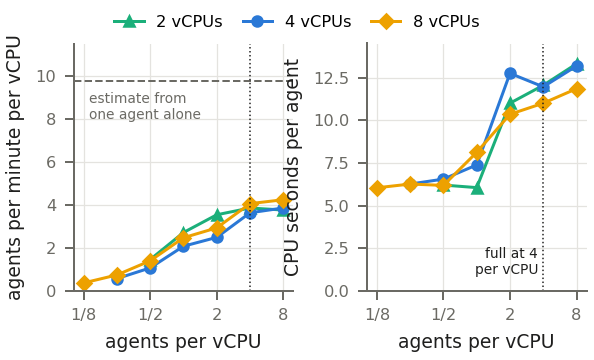 2 vCPUs 4 vCPUs 8 vCPUs
agents per minute per vCPU
10
8
6
4
2
0
estimate from
one agent alone
1/8 1/2 2 8
agents per vCPU
CPU seconds per agent
12.5
10.0
7.5
5.0
2.5
0.0
full at 4
per vCPU
1/8 1/2 2 8
agents per vCPU